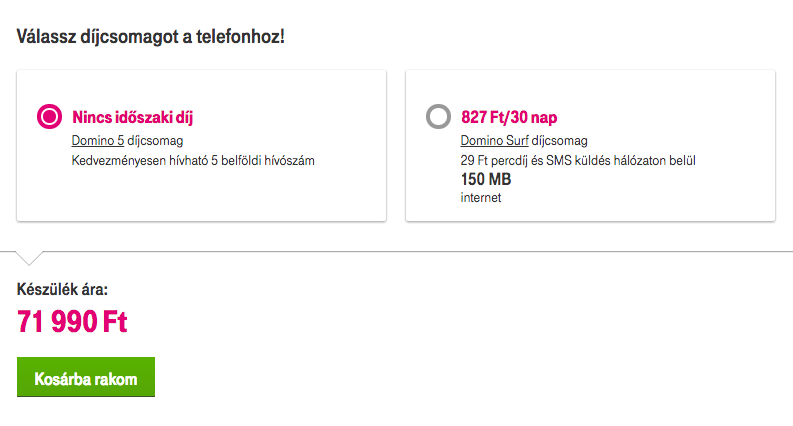 Válassz díjcsomagot a telefonhoz!
Nincs időszaki díj
Domino 5 díjcsomag
Kedvezményesen hívható 5 belföldi hívószám
827 Ft/30 nap
Domino Surf díjcsomag
29 Ft percdíj és SMS küldés hálózaton belül
150 MB
internet
Készülék ára:
71 990 Ft
Kosárba rakom